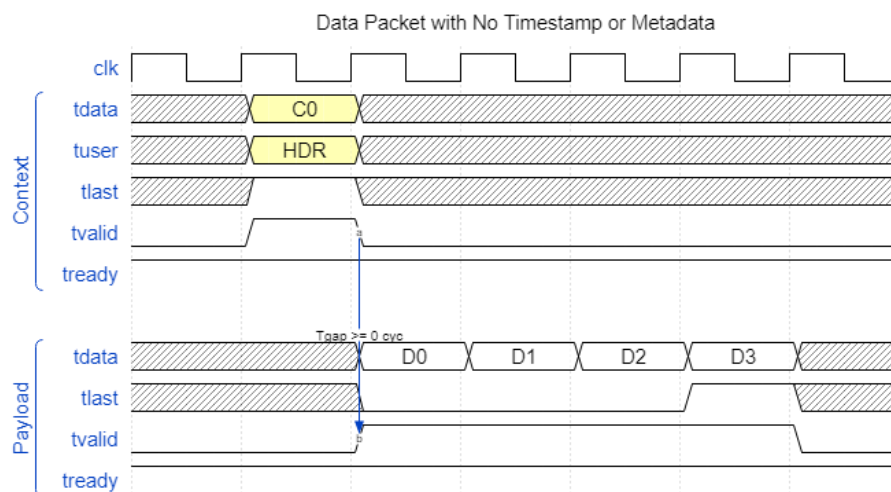 Data Packet with No Timestamp or Metadata
clk
Context
tdata C0
tuser HDR
tlast
tvalid a
tready
Tgap >= 0 cyc
Payload
tdata D0 D1 D2 D3
tlast
tvalid b
tready